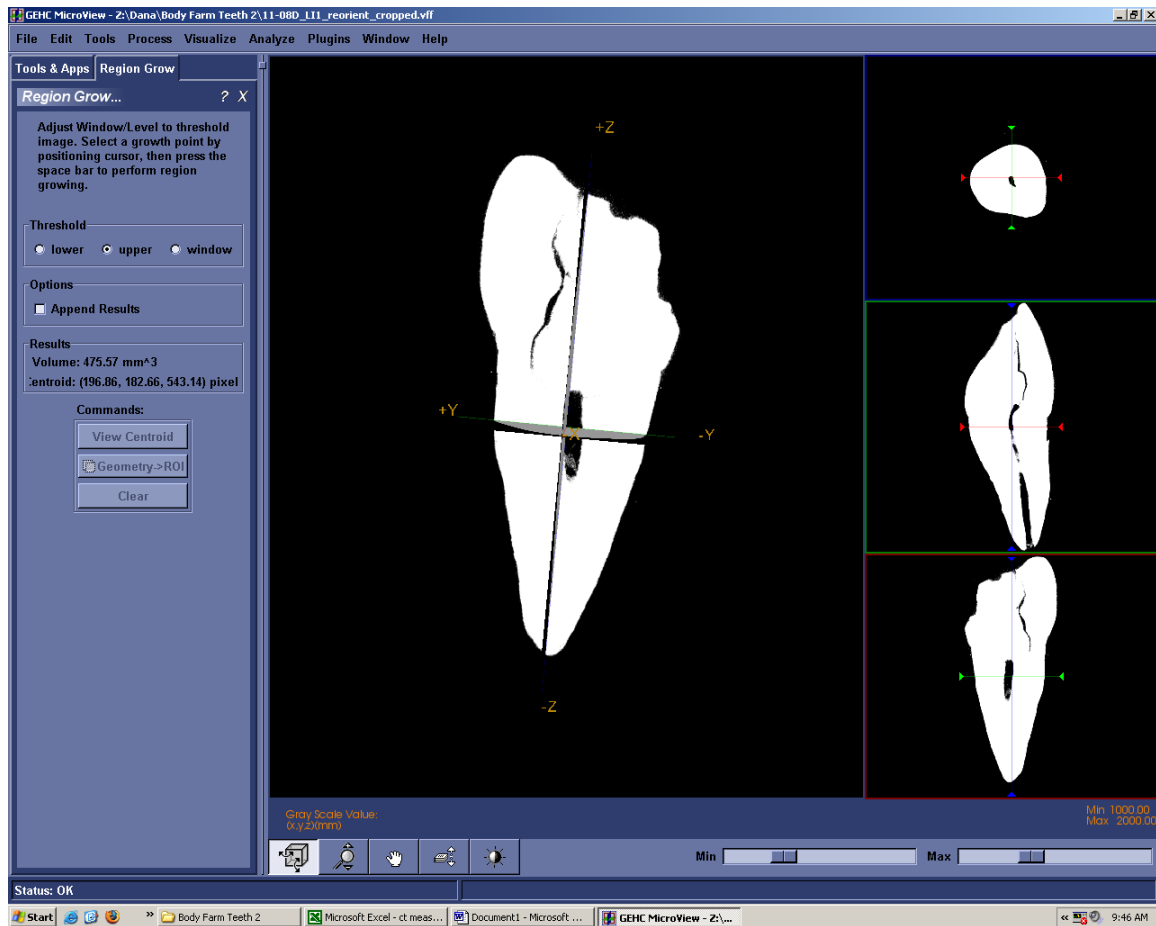 GEHC MicroView - Z:\Dana\Body Farm Teeth 2\11-08D_LI1_reorient_cropped.vff
File Edit Tools Process Visualize Analyze Plugins Window Help
Tools & Apps Region Grow
Region Grow... ? X
Adjust Window/Level to threshold
image. Select a growth point by
positioning cursor, then press the
space bar to perform region
growing.
Threshold
lower upper window
Options
Append Results
Results
Volume: 475.57 mm^3
Centroid: (196.86, 182.66, 543.14) pixel
Commands:
View Centroid
Geometry->ROI
Clear
+Z
+Y
-X
-Y
-Z
Gray Scale Value:
(x,y,z)(mm)
Min 1000.00
Max 2000.00
Min
Max
Status: OK
Start » Body Farm Teeth 2 Microsoft Excel - ct meas... Document1 - Microsoft ... GEHC MicroView - Z:\... « 9:46 AM